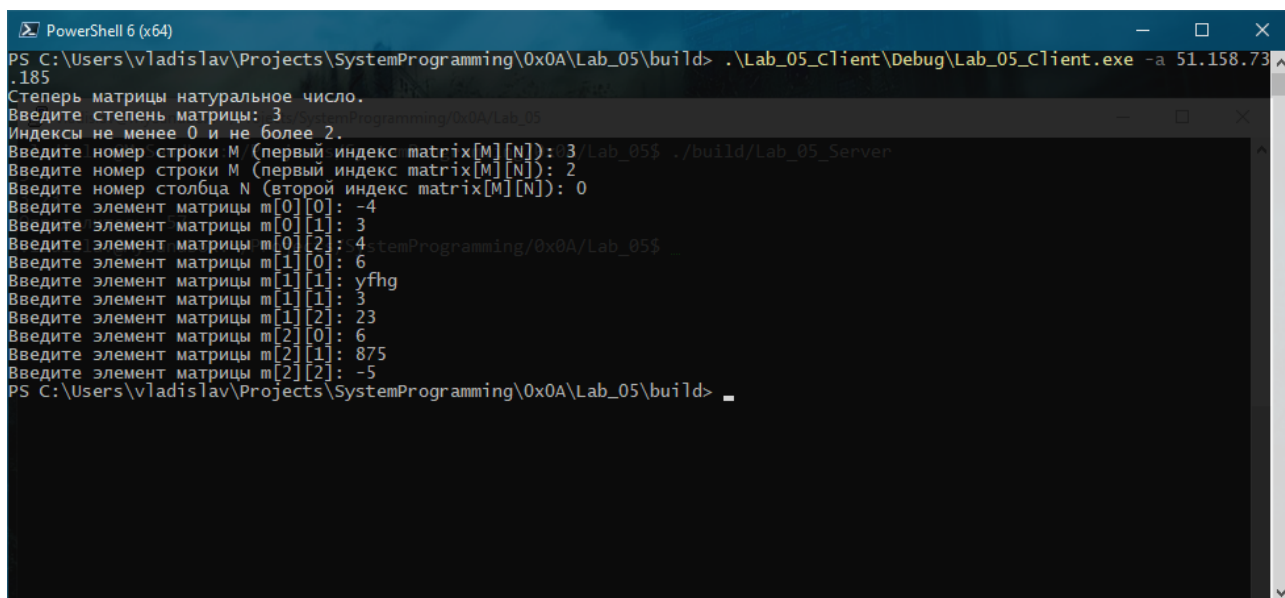 PowerShell 6 (x64)
PS C:\Users\vladislav\Projects\SystemProgramming\0x0A\Lab_05\build> .\Lab_05_Client\Debug\Lab_05_Client.exe -a 51.158.73
.185
Степерь матрицы натуральное число.
Введите степень матрицы: 3
Индексы не менее 0 и не более 2.
Введите номер строки M (первый индекс matrix[M][N]): 3
Введите номер строки M (первый индекс matrix[M][N]): 2
Введите номер столбца N (второй индекс matrix[M][N]): 0
Введите элемент матрицы m[0][0]: -4
Введите элемент матрицы m[0][1]: 3
Введите элемент матрицы m[0][2]: 4
Введите элемент матрицы m[1][0]: 6
Введите элемент матрицы m[1][1]: yfhg
Введите элемент матрицы m[1][1]: 3
Введите элемент матрицы m[1][2]: 23
Введите элемент матрицы m[2][0]: 6
Введите элемент матрицы m[2][1]: 875
Введите элемент матрицы m[2][2]: -5
PS C:\Users\vladislav\Projects\SystemProgramming\0x0A\Lab_05\build>